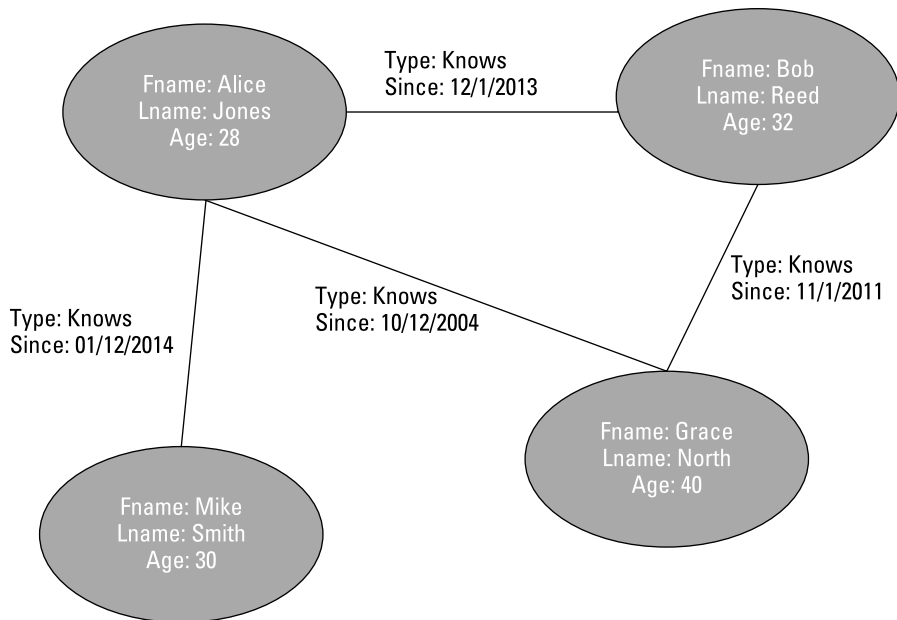 Fname: Alice
Lname: Jones
Age: 28
Type: Knows
Since: 12/1/2013
Fname: Bob
Lname: Reed
Age: 32
Type: Knows
Since: 01/12/2014
Type: Knows
Since: 10/12/2004
Type: Knows
Since: 11/1/2011
Fname: Mike
Lname: Smith
Age: 30
Fname: Grace
Lname: North
Age: 40